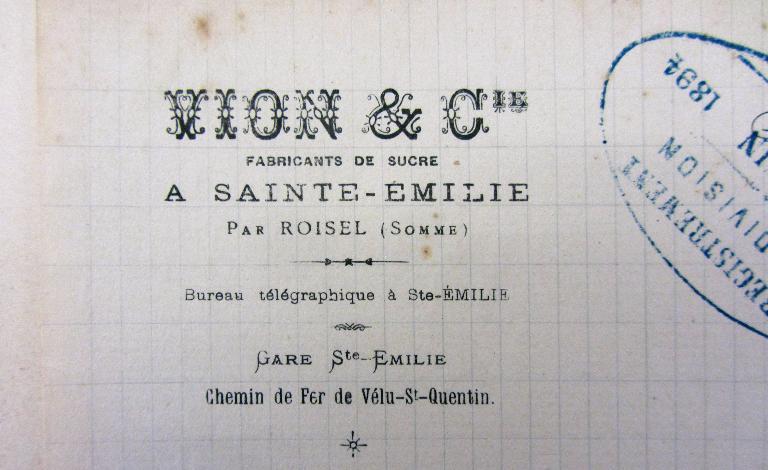 VION & CIE
FABRICANTS DE SUCRE
A SAINTE-ÉMILIE
PAR ROISEL (SOMME)
Bureau télégraphique à Ste-ÉMILIE
GARE Ste-EMILIE
Chemin de Fer de Vélu-St-Quentin.
1894
DIVISION
REGISTREMENT